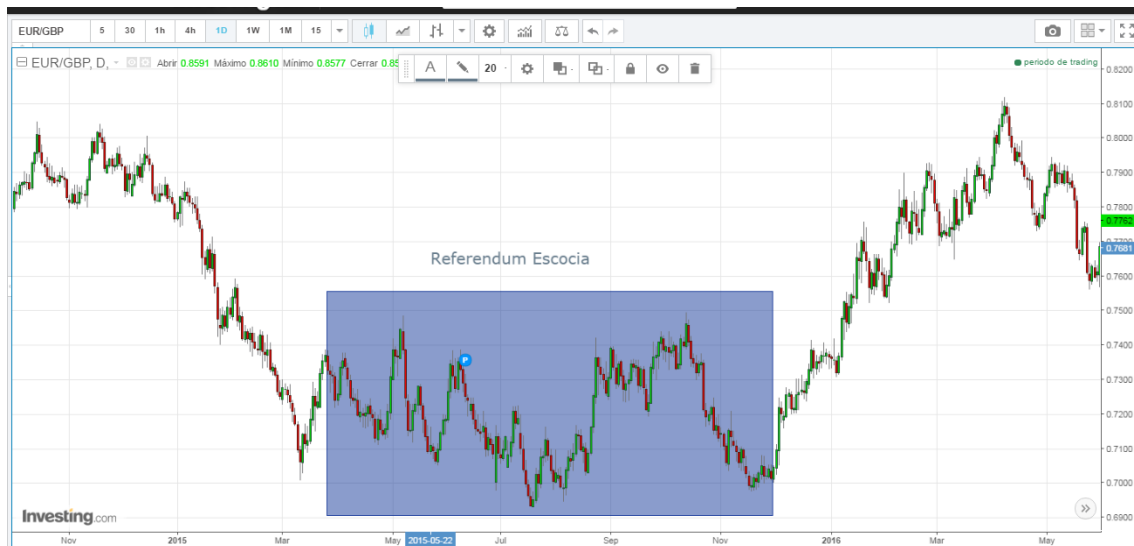 EUR/GBP 5 30 1h 4h 1D 1W 1M 15
EUR/GBP, D, Abrir 0.8591 Máximo 0.8610 Mínimo 0.8577 Cerrar
A 20
periodo de trading
0.8200
0.8100
0.8000
0.7900
0.7800
0.7752
0.7681
0.7600
0.7500
0.7400
0.7300
0.7200
0.7100
0.7000
0.6900
Referendum Escocia
P
Investing.com
Nov 2015 Mar May 2015-05-22 Jul Sep Nov 2016 Mar May